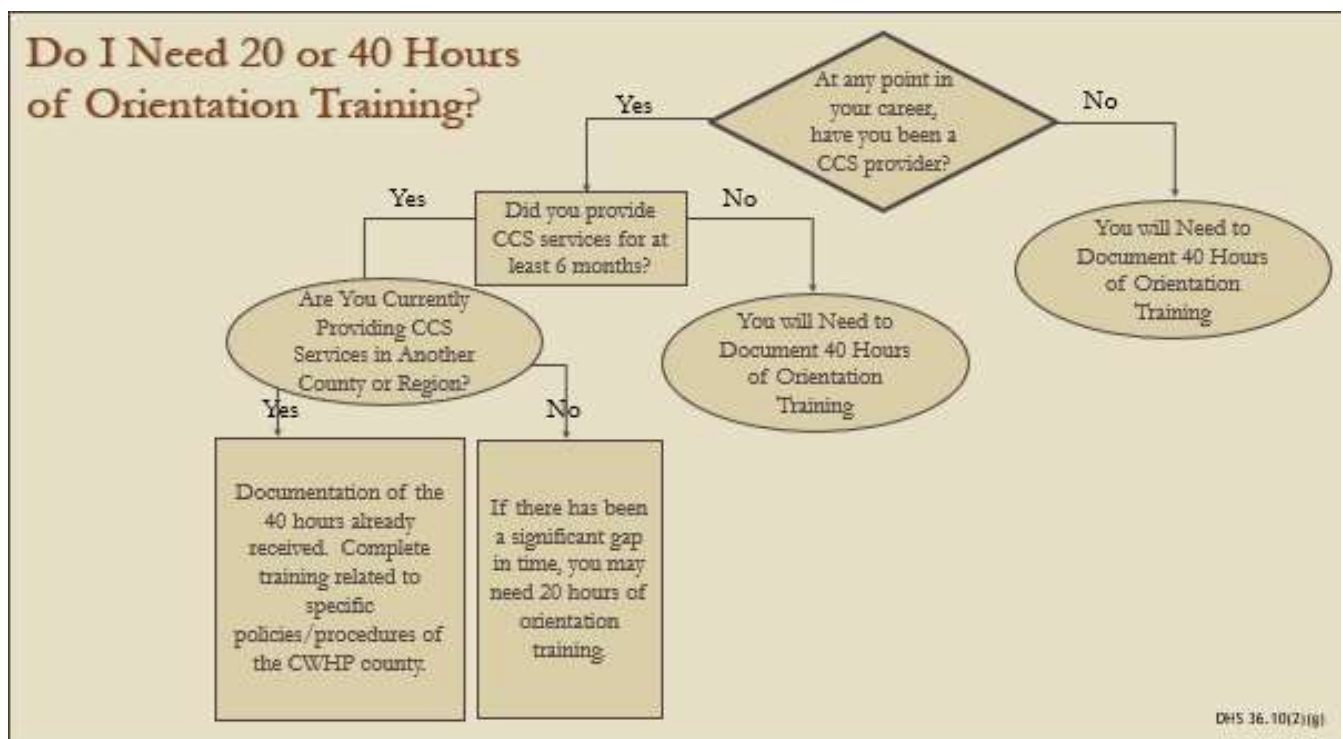 Do I Need 20 or 40 Hours
of Orientation Training?
At any point in
your career,
have you been a
CCS provider?
Yes
No
Did you provide
CCS services for at
least 6 months?
Yes
No
You will Need to
Document 40 Hours
of Orientation
Training
Are You Currently
Providing CCS
Services in Another
County or Region?
You will Need to
Document 40 Hours
of Orientation
Training
Yes
No
Documentation of the
40 hours already
received. Complete
training related to
specific
policies/procedures of
the CWHP county.
If there has been
a significant gap
in time, you may
need 20 hours of
orientation
training.
DHS 36.10(2)(g)